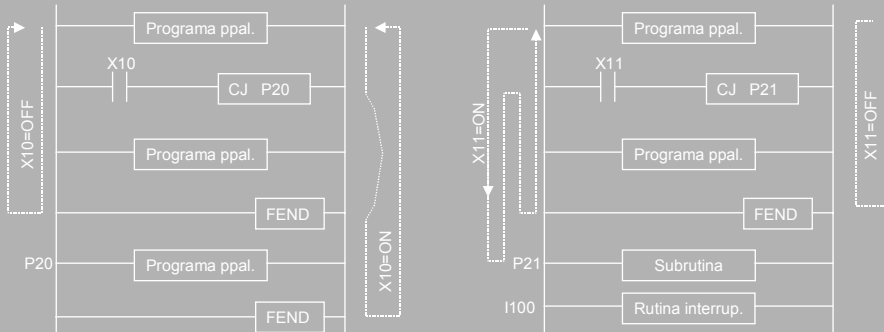 Programa ppal.
X10
CJ P20
X10=OFF
Programa ppal.
FEND
P20
Programa ppal.
X10=ON
FEND
Programa ppal.
X11
CJ P21
X11=ON
X11=OFF
Programa ppal.
FEND
P21
Subrutina
I100
Rutina interrup.